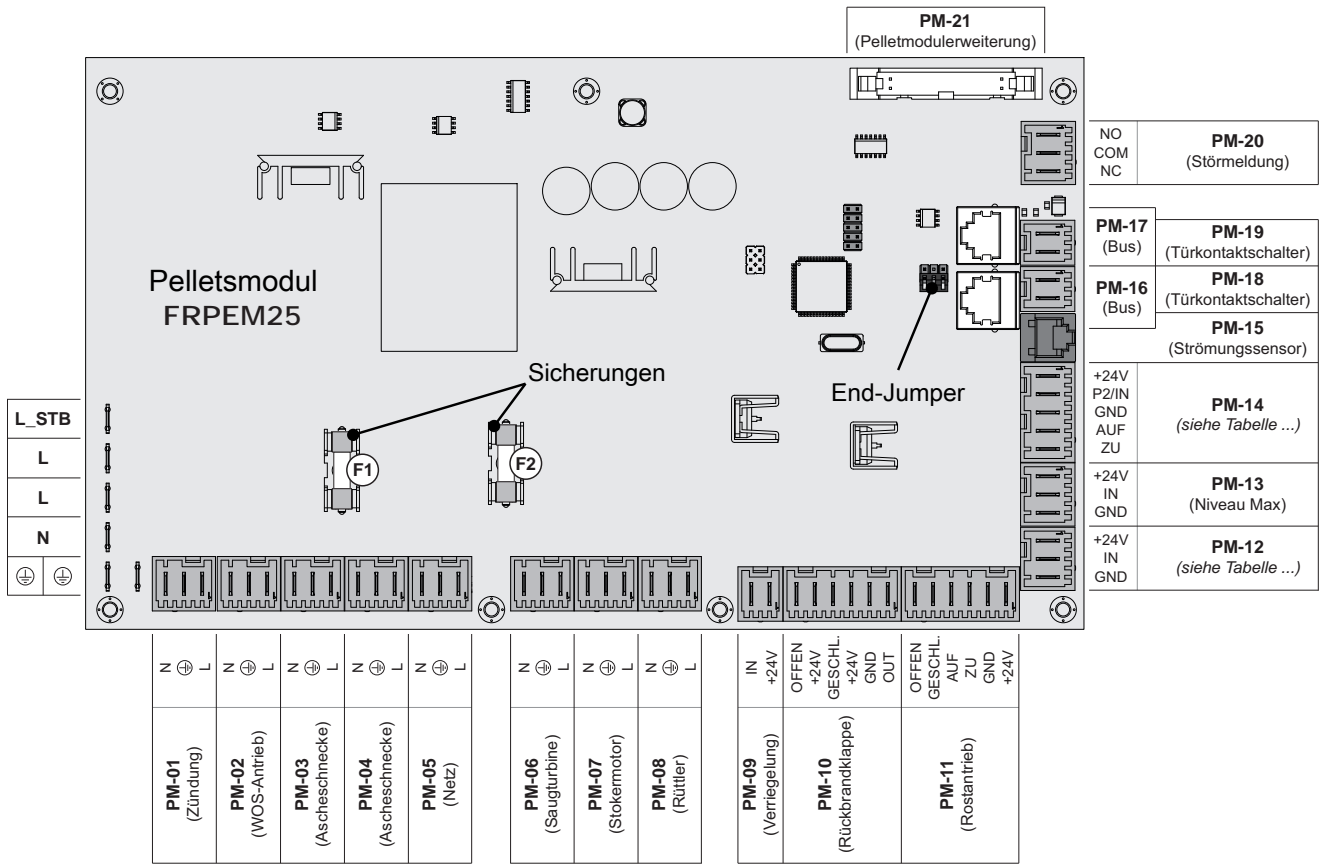 PM-21
(Pelletmodulerweiterung)
NO
COM
NC
PM-20
(Störmeldung)
PM-17
(Bus)
PM-19
(Türkontaktschalter)
PM-16
(Bus)
PM-18
(Türkontaktschalter)
PM-15
(Strömungssensor)
Pelletsmodul
FRPEM25
Sicherungen
End-Jumper
F1
F2
+24V
P2/IN
GND
AUF
ZU
PM-14
(siehe Tabelle ...)
+24V
IN
GND
PM-13
(Niveau Max)
+24V
IN
GND
PM-12
(siehe Tabelle ...)
L_STB
L
L
N
N L
N L
N L
N L
N L
N L
N L
N L
IN
+24V
OFFEN
+24V
GESCHL.
+24V
GND
OUT
OFFEN
GESCHL.
AUF
ZU
GND
+24V
PM-01
(Zündung)
PM-02
(WOS-Antrieb)
PM-03
(Ascheschnecke)
PM-04
(Ascheschnecke)
PM-05
(Netz)
PM-06
(Saugturbine)
PM-07
(Stokermotor)
PM-08
(Rüttler)
PM-09
(Verriegelung)
PM-10
(Rückbrandklappe)
PM-11
(Rostantrieb)